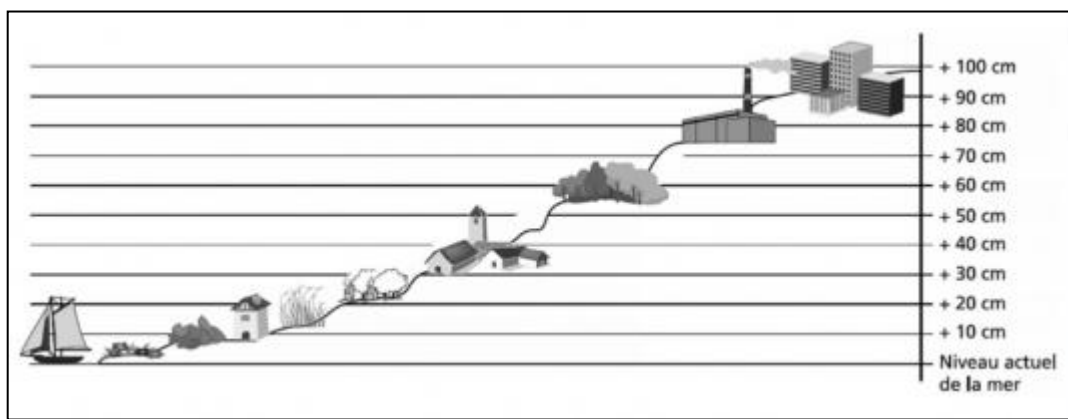 + 100 cm
+ 90 cm
+ 80 cm
+ 70 cm
+ 60 cm
+ 50 cm
+ 40 cm
+ 30 cm
+ 20 cm
+ 10 cm
Niveau actuel
de la mer